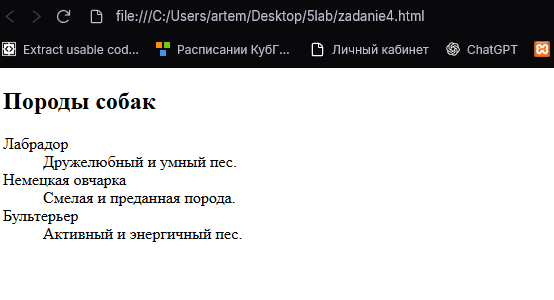 file:///C:/Users/artem/Desktop/5lab/zadanie4.html
Extract usable cod... Расписании КубГ... Личный кабинет ChatGPT
Породы собак
Лабрадор
Дружелюбный и умный пес.
Немецкая овчарка
Смелая и преданная порода.
Бультерьер
Активный и энергичный пес.